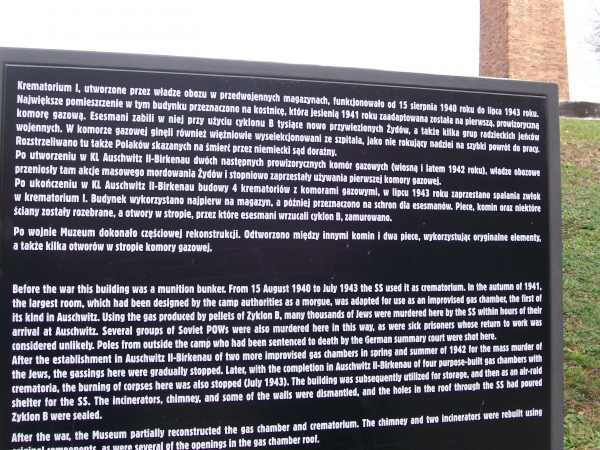 Krematorium I, utworzone przez władze obozu w przedwojennych magazynach, funkcjonowało od 15 sierpnia 1940 roku do lipca 1943 roku.
Największe pomieszczenie w tym budynku przeznaczono na kostnicę, która jesienią 1941 roku zaadaptowana została na pierwszą, prowizoryczną
komorę gazową. Esesmani zabili w niej przy użyciu cyklonu B tysiące nowo przywiezionych Żydów, a także kilka grup radzieckich jeńców
wojennych. W komorze gazowej ginęli również więźniowie wyselekcjonowani ze szpitala, jako nie rokujący nadziei na szybki powrót do pracy.
Rozstrzeliwano tu także Polaków skazanych na śmierć przez niemiecki sąd doraźny.
Po utworzeniu w KL Auschwitz II-Birkenau dwóch następnych prowizorycznych komór gazowych (wiosną i latem 1942 roku), władze obozowe
przeniosły tam akcje masowego mordowania Żydów i stopniowo zaprzestały używania pierwszej komory gazowej.
Po ukończeniu w KL Auschwitz II-Birkenau budowy 4 krematoriów z komorami gazowymi, w lipcu 1943 roku zaprzestano spalania zwłok
w krematorium I. Budynek wykorzystano najpierw na magazyn, a później przeznaczono na schron dla esesmanów. Piece, komin oraz niektóre
ściany zostały rozebrane, a otwory w stropie, przez które esesmani wrzucali cyklon B, zamurowano.
Po wojnie Muzeum dokonało częściowej rekonstrukcji. Odtworzono między innymi komin i dwa piece, wykorzystując oryginalne elementy,
a także kilka otworów w stropie komory gazowej.
Before the war this building was a munition bunker. From 15 August 1940 to July 1943 the SS used it as crematorium. In the autumn of 1941,
the largest room, which had been designed by the camp authorities as a morgue, was adapted for use as an improvised gas chamber, the first of
its kind in Auschwitz. Using the gas produced by pellets of Zyklon B, many thousands of Jews were murdered here by the SS within hours of their
arrival at Auschwitz. Several groups of Soviet POWs were also murdered here in this way, as were sick prisoners whose return to work was
considered unlikely. Poles from outside the camp who had been sentenced to death by the German summary court were shot here.
After the establishment in Auschwitz II-Birkenau of two more improvised gas chambers in spring and summer of 1942 for the mass murder of
the Jews, the gassings here were gradually stopped. Later, with the completion in Auschwitz II-Birkenau of four purpose-built gas chambers with
crematoria, the burning of corpses here was also stopped (July 1943). The building was subsequently utilized for storage, and then as an air-raid
shelter for the SS. The incinerators, chimney, and some of the walls were dismantled, and the holes in the roof through the SS had poured
Zyklon B were sealed.
After the war, the Museum partially reconstructed the gas chamber and crematorium. The chimney and two incinerators were rebuilt using
original components, as were several of the openings in the gas chamber roof.